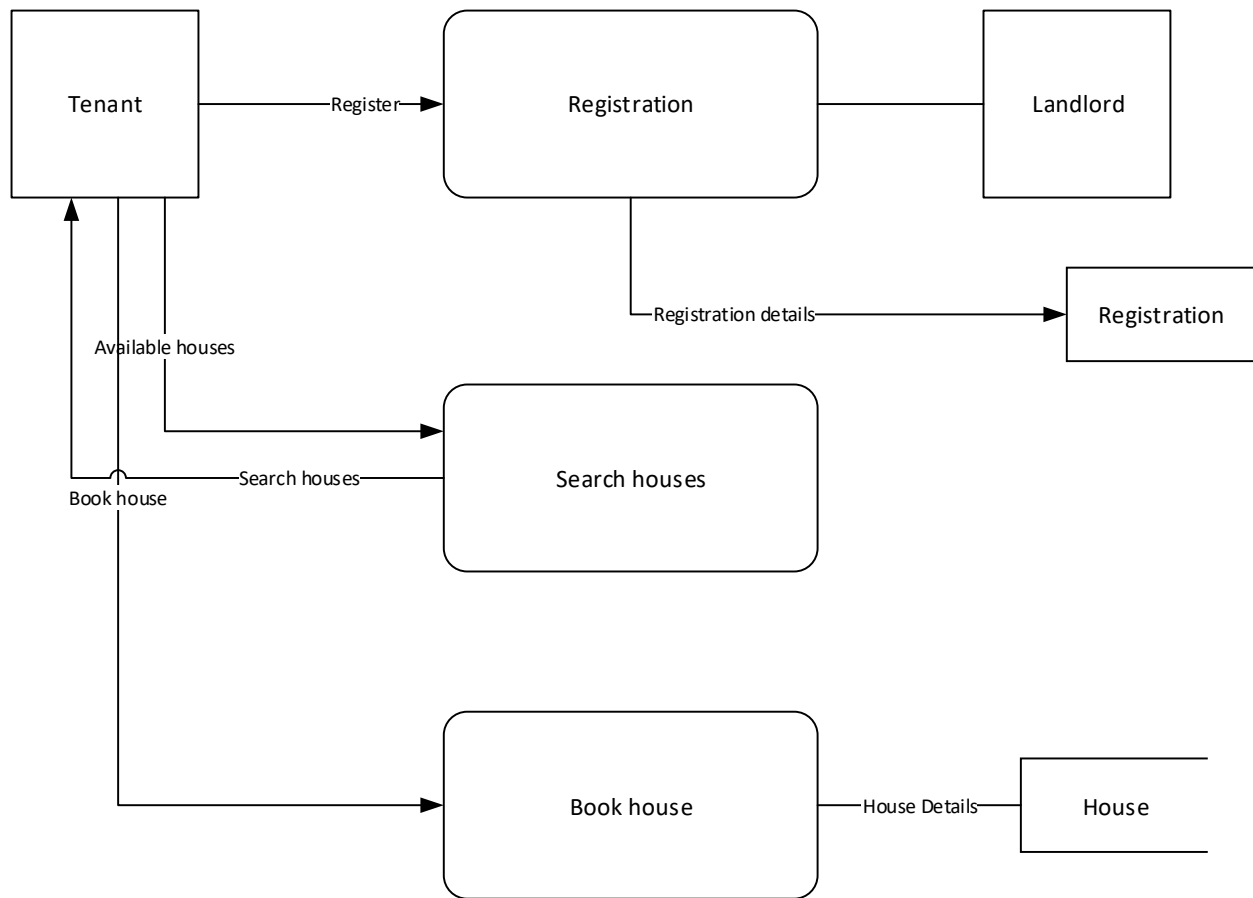 Tenant
Register
Registration
Landlord
Registration details
Registration
Available houses
Search houses
Search houses
Book house
Book house
House Details
House